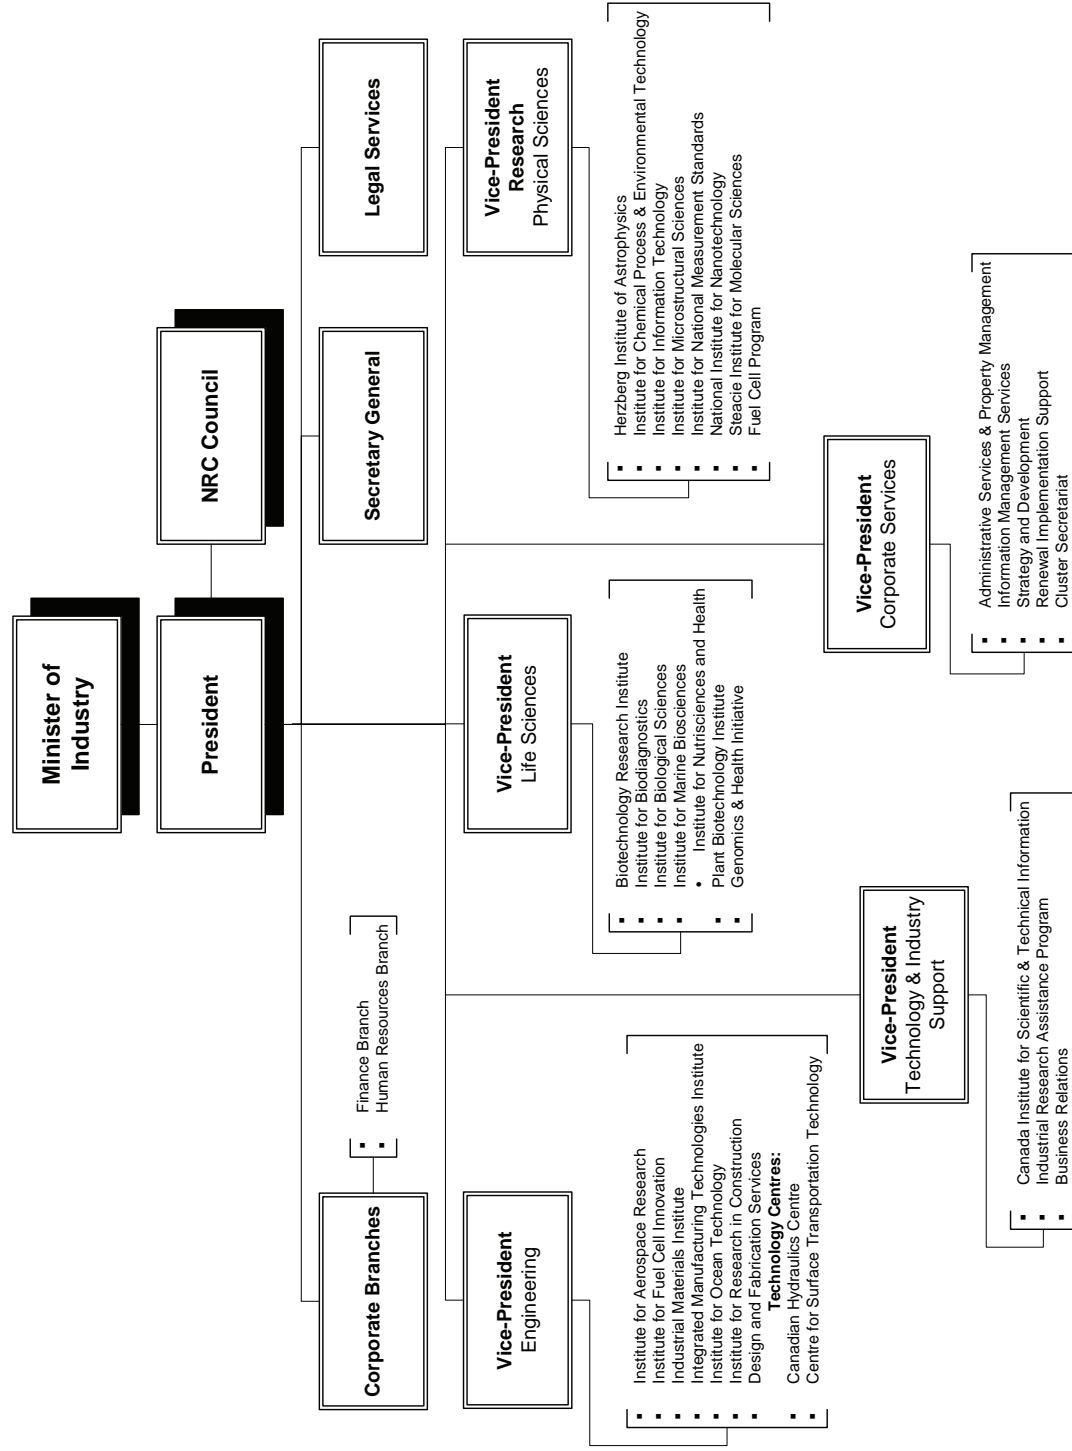 Minister of
Industry
President
NRC Council
Corporate Branches
▪ Finance Branch
▪ Human Resources Branch
Secretary General
Legal Services
Vice-President
Engineering
▪ Institute for Aerospace Research
▪ Institute for Fuel Cell Innovation
▪ Industrial Materials Institute
▪ Integrated Manufacturing Technologies Institute
▪ Institute for Ocean Technology
▪ Institute for Research in Construction
▪ Design and Fabrication Services
Technology Centres:
▪ Canadian Hydraulics Centre
▪ Centre for Surface Transportation Technology
Vice-President
Life Sciences
▪ Biotechnology Research Institute
▪ Institute for Biodiagnostics
▪ Institute for Biological Sciences
▪ Institute for Marine Biosciences
• Institute for Nutrisciences and Health
▪ Plant Biotechnology Institute
▪ Genomics & Health Initiative
Vice-President
Research
Physical Sciences
▪ Herzberg Institute of Astrophysics
▪ Institute for Chemical Process & Environmental Technology
▪ Institute for Information Technology
▪ Institute for Microstructural Sciences
▪ Institute for National Measurement Standards
▪ National Institute for Nanotechnology
▪ Steacie Institute for Molecular Sciences
▪ Fuel Cell Program
Vice-President
Technology & Industry
Support
▪ Canada Institute for Scientific & Technical Information
▪ Industrial Research Assistance Program
▪ Business Relations
Vice-President
Corporate Services
▪ Administrative Services & Property Management
▪ Information Management Services
▪ Strategy and Development
▪ Renewal Implementation Support
▪ Cluster Secretariat